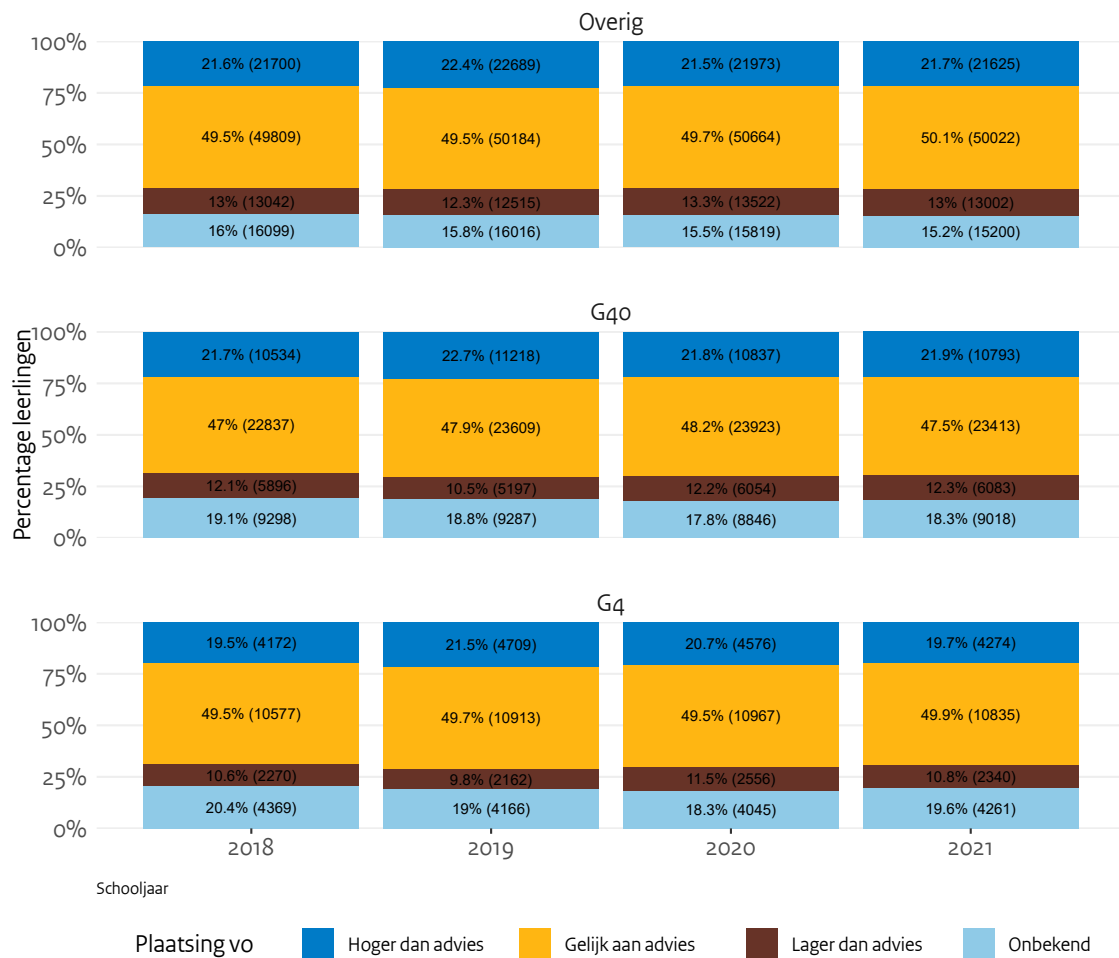 Overig
100%
21.6% (21700) 22.4% (22689) 21.5% (21973) 21.7% (21625)
75%
49.5% (49809) 49.5% (50184) 49.7% (50664) 50.1% (50022)
50%
25%
13% (13042) 12.3% (12515) 13.3% (13522) 13% (13002)
16% (16099) 15.8% (16016) 15.5% (15819) 15.2% (15200)
0%
Percentage leerlingen
G40
100%
21.7% (10534) 22.7% (11218) 21.8% (10837) 21.9% (10793)
75%
47% (22837) 47.9% (23609) 48.2% (23923) 47.5% (23413)
50%
25%
12.1% (5896) 10.5% (5197) 12.2% (6054) 12.3% (6083)
19.1% (9298) 18.8% (9287) 17.8% (8846) 18.3% (9018)
0%
G4
100%
19.5% (4172) 21.5% (4709) 20.7% (4576) 19.7% (4274)
75%
49.5% (10577) 49.7% (10913) 49.5% (10967) 49.9% (10835)
50%
25%
10.6% (2270) 9.8% (2162) 11.5% (2556) 10.8% (2340)
20.4% (4369) 19% (4166) 18.3% (4045) 19.6% (4261)
0%
2018 2019 2020 2021
Schooljaar
Plaatsing vo Hoger dan advies Gelijk aan advies Lager dan advies Onbekend